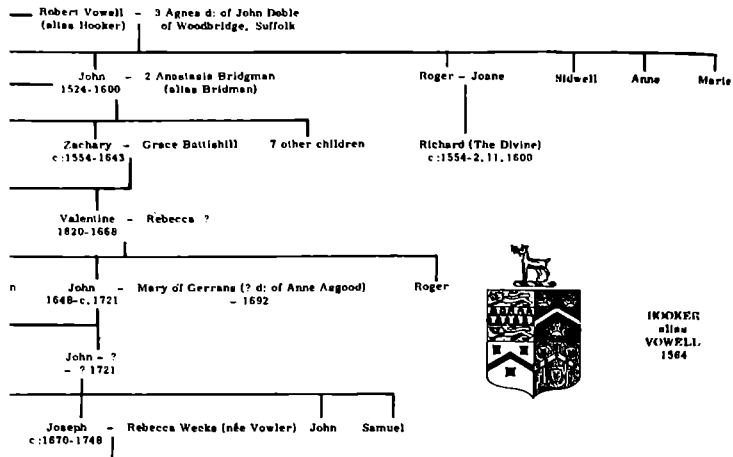 Robert Vowell - 3 Agnes d: of John Doble
(alias Hooker) of Woodbridge, Suffolk
John - 2 Anastasia Bridgman
1524-1600 (alias Bridman)
Roger - Joane
Sidwell
Anne
Marie
Zachary - Grace Battishill
c:1554-1643
7 other children
Richard (The Divine)
c:1554-2.11.1600
Valentine - Rebecca ?
1820-1668
n
John - Mary of Gerrans (? d: of Anne Asgood)
1648-c.1721 - 1692
Roger
HOOKER
alias
VOWELL
1564
John - ?
- ? 1721
Joseph - Rebecca Weeks (née Vowler)
c:1670-1748
John
Samuel